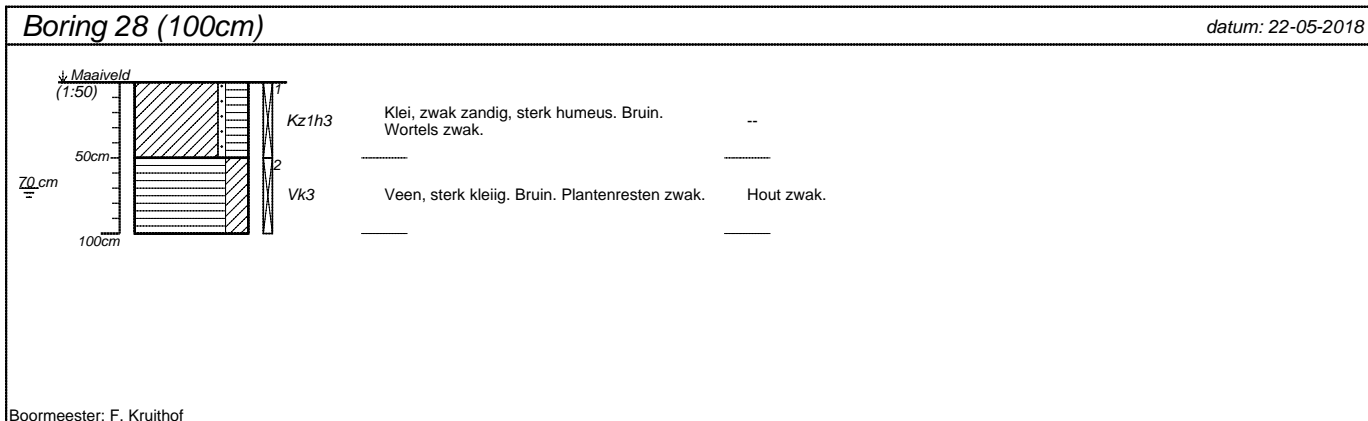 Boring 28 (100cm)
datum: 22-05-2018
Maaiveld
(1:50)
1
Kz1h3
Klei, zwak zandig, sterk humeus. Bruin.
Wortels zwak.
--
50cm
2
70 cm
Vk3
Veen, sterk kleiig. Bruin. Plantenresten zwak.
Hout zwak.
100cm
Boormeester: F. Kruithof